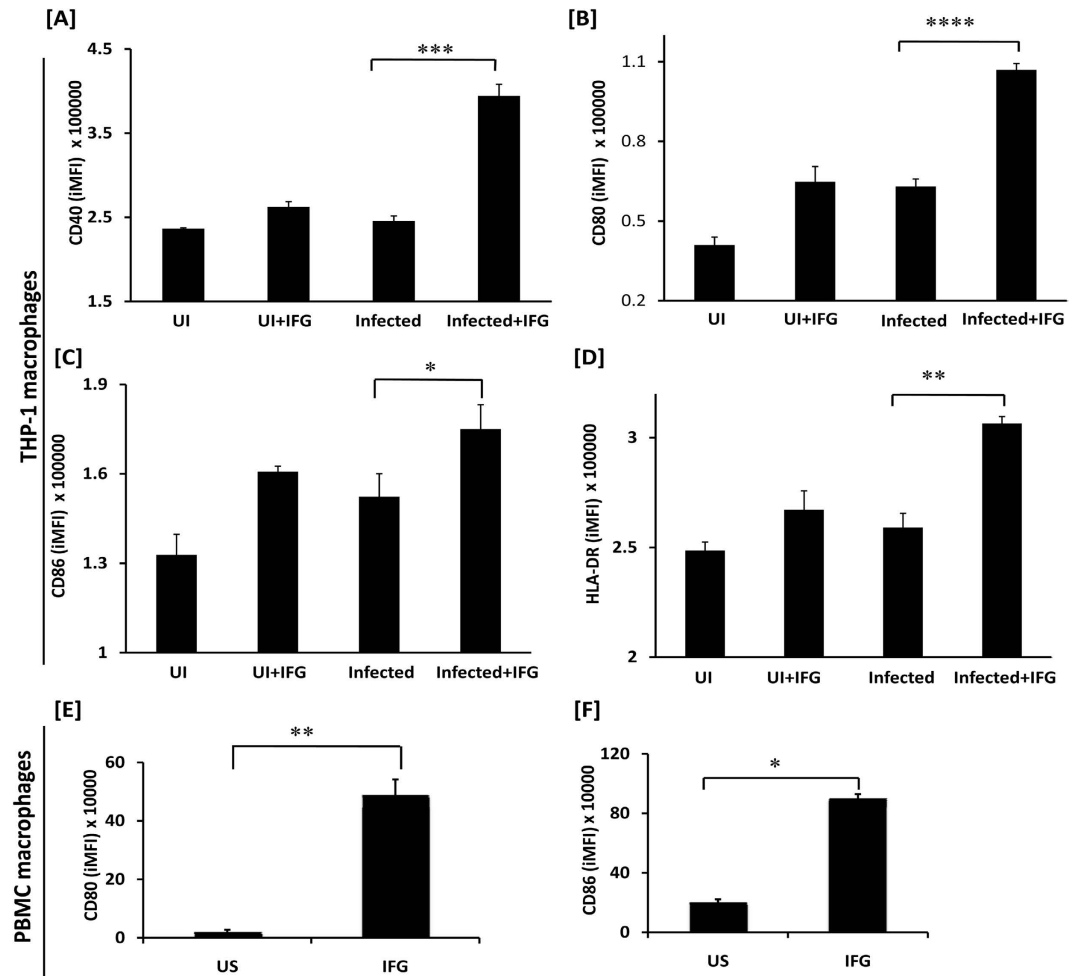 THP-1 macrophages
[A]
CD40 (iMFI) x 100000
4.5
3.5
2.5
1.5
***
UI
UI+IFG
Infected
Infected+IFG
[B]
CD80 (iMFI) x 100000
1.1
0.8
0.5
0.2
****
UI
UI+IFG
Infected
Infected+IFG
[C]
CD86 (iMFI) x 100000
1.9
1.6
1.3
1
*
UI
UI+IFG
Infected
Infected+IFG
[D]
HLA-DR (iMFI) x 100000
3
2.5
2
**
UI
UI+IFG
Infected
Infected+IFG
PBMC macrophages
[E]
CD80 (iMFI) x 10000
60
40
20
0
**
US
IFG
[F]
CD86 (iMFI) x 10000
120
80
40
0
*
US
IFG